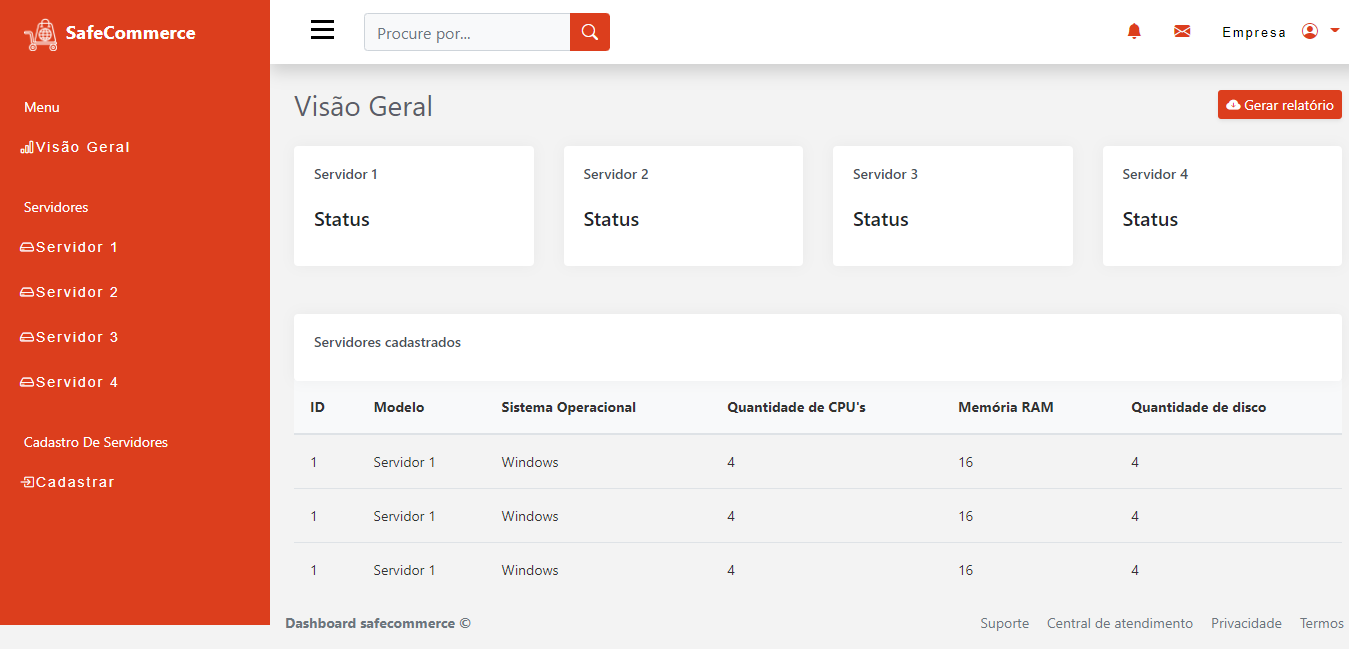 SafeCommerce
Procure por...
Empresa
Menu
Visão Geral
Servidores
Servidor 1
Servidor 2
Servidor 3
Servidor 4
Cadastro De Servidores
Cadastrar
Visão Geral
Gerar relatório
Servidor 1
Status
Servidor 2
Status
Servidor 3
Status
Servidor 4
Status
Servidores cadastrados
ID Modelo Sistema Operacional Quantidade de CPU's Memória RAM Quantidade de disco
1 Servidor 1 Windows 4 16 4
1 Servidor 1 Windows 4 16 4
1 Servidor 1 Windows 4 16 4
Dashboard safecommerce © Suporte Central de atendimento Privacidade Termos